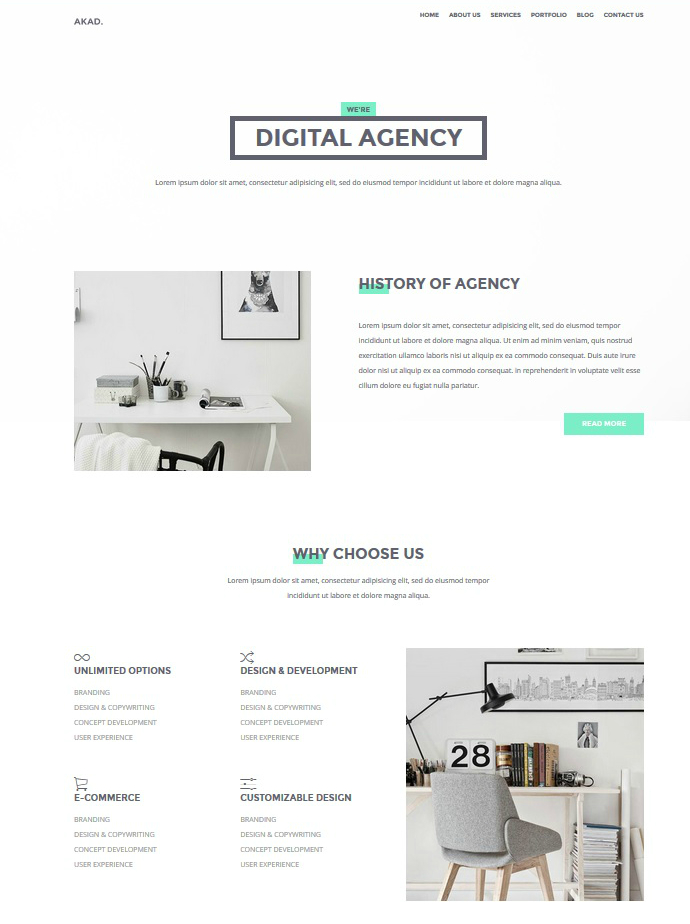 AKAD.
HOME ABOUT US SERVICES PORTFOLIO BLOG CONTACT US
WE'RE
DIGITAL AGENCY
Lorem ipsum dolor sit amet, consectetur adipisicing elit, sed do eiusmod tempor incididunt ut labore et dolore magna aliqua.
HISTORY OF AGENCY
Lorem ipsum dolor sit amet, consectetur adipisicing elit, sed do eiusmod tempor
incididunt ut labore et dolore magna aliqua. Ut enim ad minim veniam, quis nostrud
exercitation ullamco laboris nisi ut aliquip ex ea commodo consequat. Duis aute irure
dolor nisi ut aliquip ex ea commodo consequat. in reprehenderit in voluptate velit esse
cillum dolore eu fugiat nulla pariatur.
READ MORE
WHY CHOOSE US
Lorem ipsum dolor sit amet, consectetur adipisicing elit, sed do eiusmod tempor
incididunt ut labore et dolore magna aliqua.
UNLIMITED OPTIONS
BRANDING
DESIGN & COPYWRITING
CONCEPT DEVELOPMENT
USER EXPERIENCE
DESIGN & DEVELOPMENT
BRANDING
DESIGN & COPYWRITING
CONCEPT DEVELOPMENT
USER EXPERIENCE
E-COMMERCE
BRANDING
DESIGN & COPYWRITING
CONCEPT DEVELOPMENT
USER EXPERIENCE
CUSTOMIZABLE DESIGN
BRANDING
DESIGN & COPYWRITING
CONCEPT DEVELOPMENT
USER EXPERIENCE
28